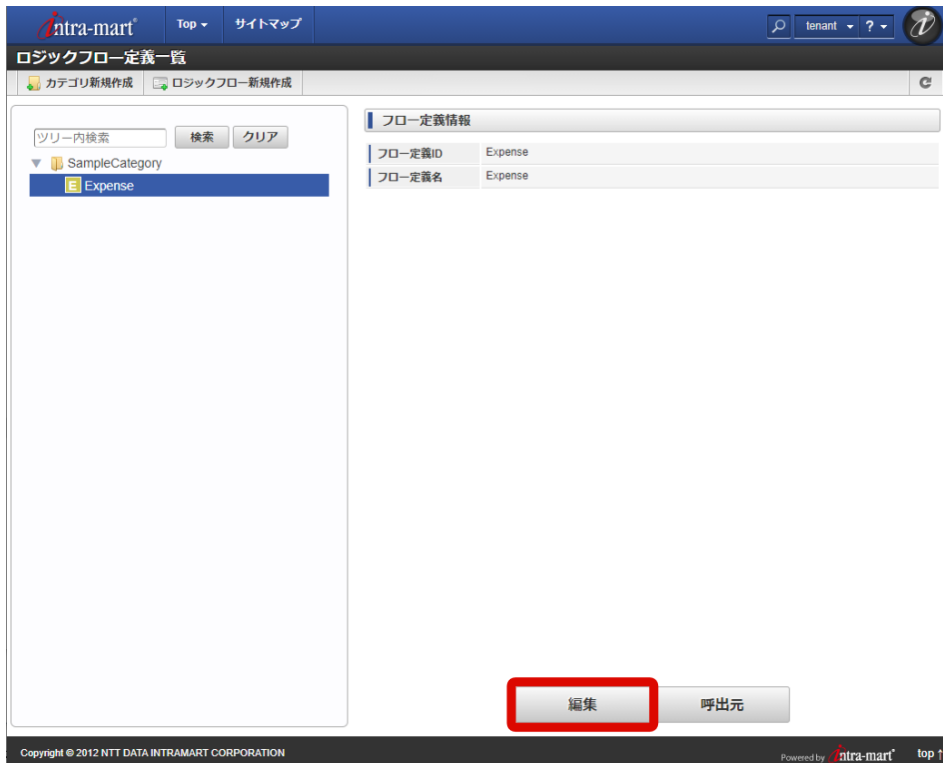 intra-mart Top サイトマップ tenant ?
ロジックフロー定義一覧
カテゴリ新規作成 ロジックフロー新規作成
ツリー内検索 検索 クリア
SampleCategory
E Expense
フロー定義情報
フロー定義ID Expense
フロー定義名 Expense
編集 呼出元
Copyright © 2012 NTT DATA INTRAMART CORPORATION Powered by intra-mart top ↑